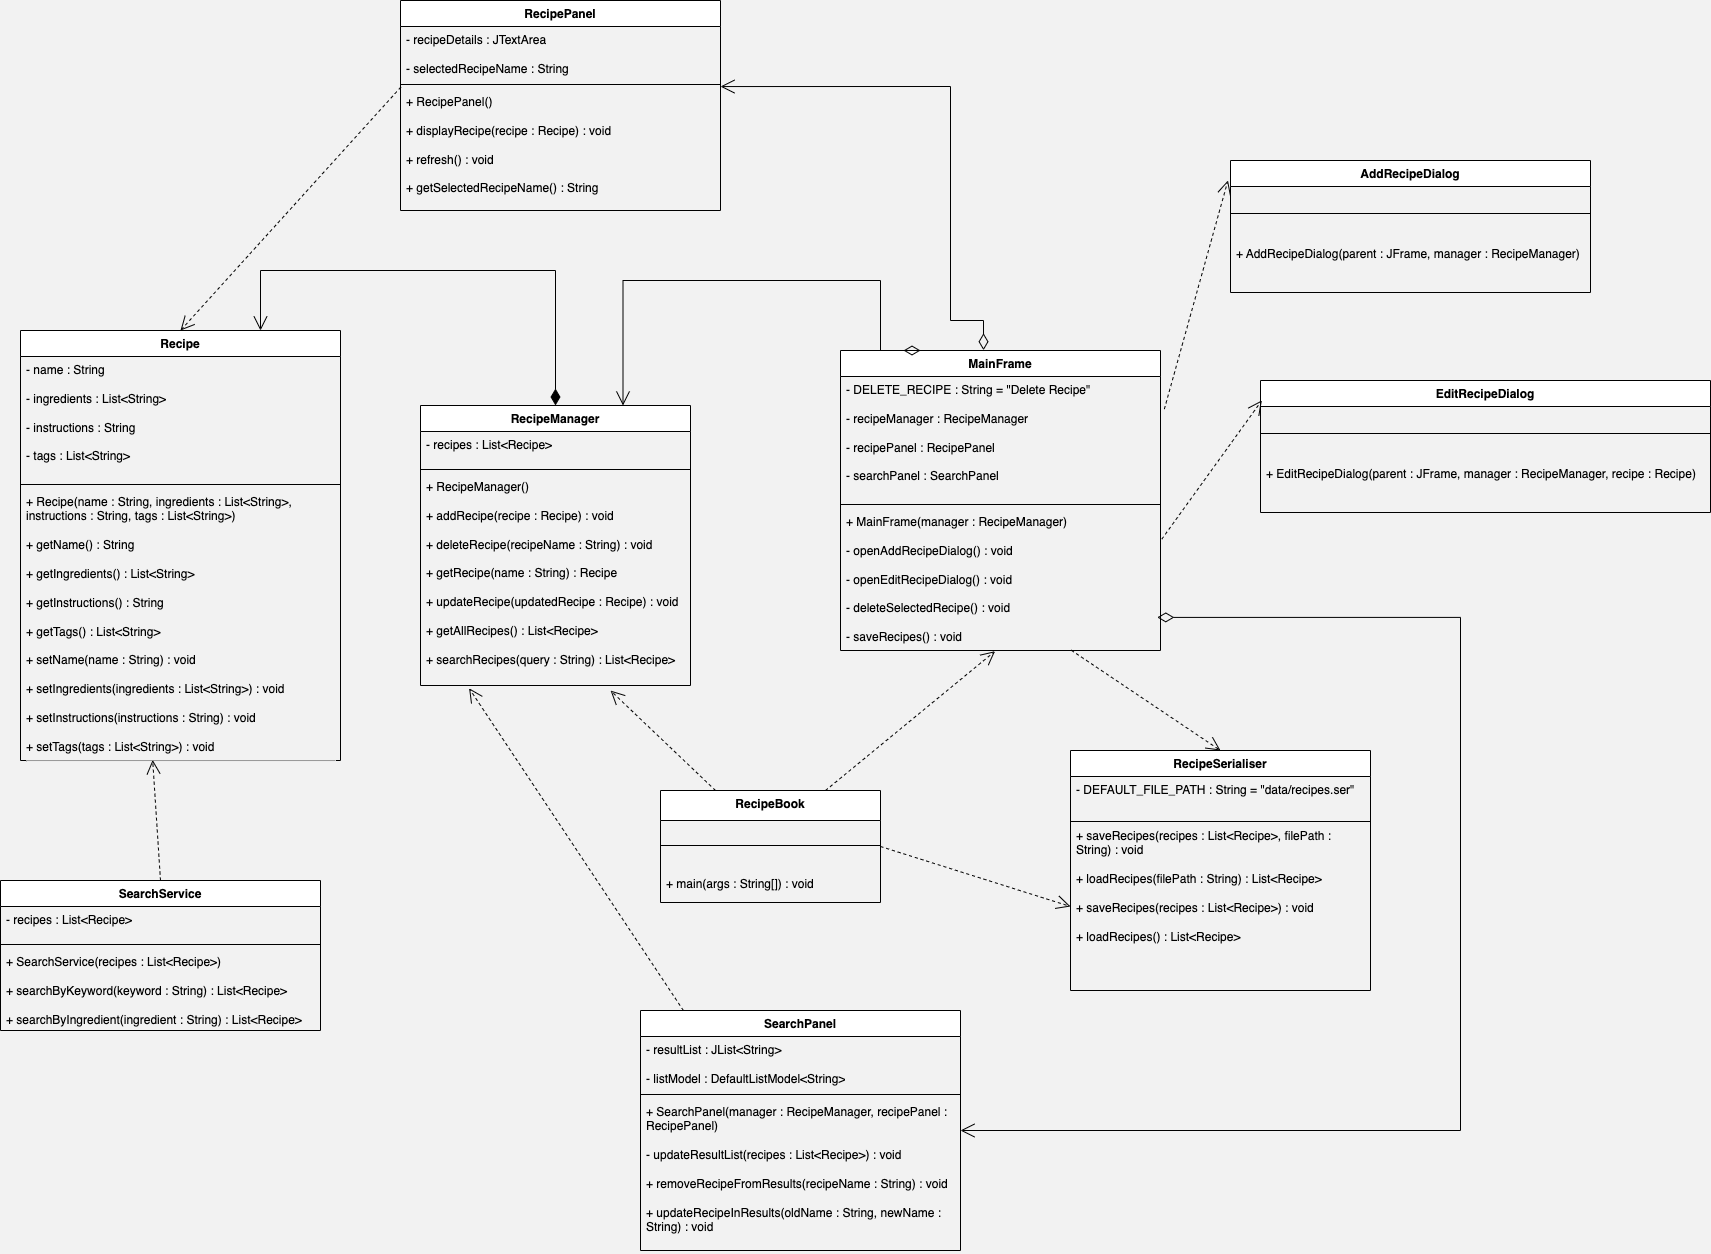 RecipePanel
- recipeDetails : JTextArea
- selectedRecipeName : String
+ RecipePanel()
+ displayRecipe(recipe : Recipe) : void
+ refresh() : void
+ getSelectedRecipeName() : String
AddRecipeDialog
+ AddRecipeDialog(parent : JFrame, manager : RecipeManager)
Recipe
- name : String
- ingredients : List<String>
- instructions : String
- tags : List<String>
+ Recipe(name : String, ingredients : List<String>,
instructions : String, tags : List<String>)
+ getName() : String
+ getIngredients() : List<String>
+ getInstructions() : String
+ getTags() : List<String>
+ setName(name : String) : void
+ setIngredients(ingredients : List<String>) : void
+ setInstructions(instructions : String) : void
+ setTags(tags : List<String>) : void
RecipeManager
- recipes : List<Recipe>
+ RecipeManager()
+ addRecipe(recipe : Recipe) : void
+ deleteRecipe(recipeName : String) : void
+ getRecipe(name : String) : Recipe
+ updateRecipe(updatedRecipe : Recipe) : void
+ getAllRecipes() : List<Recipe>
+ searchRecipes(query : String) : List<Recipe>
MainFrame
- DELETE_RECIPE : String = "Delete Recipe"
- recipeManager : RecipeManager
- recipePanel : RecipePanel
- searchPanel : SearchPanel
+ MainFrame(manager : RecipeManager)
- openAddRecipeDialog() : void
- openEditRecipeDialog() : void
- deleteSelectedRecipe() : void
- saveRecipes() : void
EditRecipeDialog
+ EditRecipeDialog(parent : JFrame, manager : RecipeManager, recipe : Recipe)
RecipeSerialiser
- DEFAULT_FILE_PATH : String = "data/recipes.ser"
+ saveRecipes(recipes : List<Recipe>, filePath :
String) : void
+ loadRecipes(filePath : String) : List<Recipe>
+ saveRecipes(recipes : List<Recipe>) : void
+ loadRecipes() : List<Recipe>
RecipeBook
+ main(args : String[]) : void
SearchService
- recipes : List<Recipe>
+ SearchService(recipes : List<Recipe>)
+ searchByKeyword(keyword : String) : List<Recipe>
+ searchByIngredient(ingredient : String) : List<Recipe>
SearchPanel
- resultList : JList<String>
- listModel : DefaultListModel<String>
+ SearchPanel(manager : RecipeManager, recipePanel :
RecipePanel)
- updateResultList(recipes : List<Recipe>) : void
+ removeRecipeFromResults(recipeName : String) : void
+ updateRecipeInResults(oldName : String, newName :
String) : void